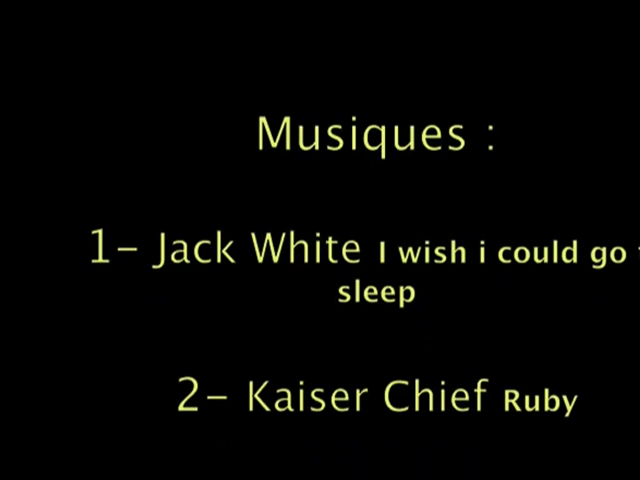 Musiques :
1- Jack White I wish i could go
sleep
2- Kaiser Chief Ruby